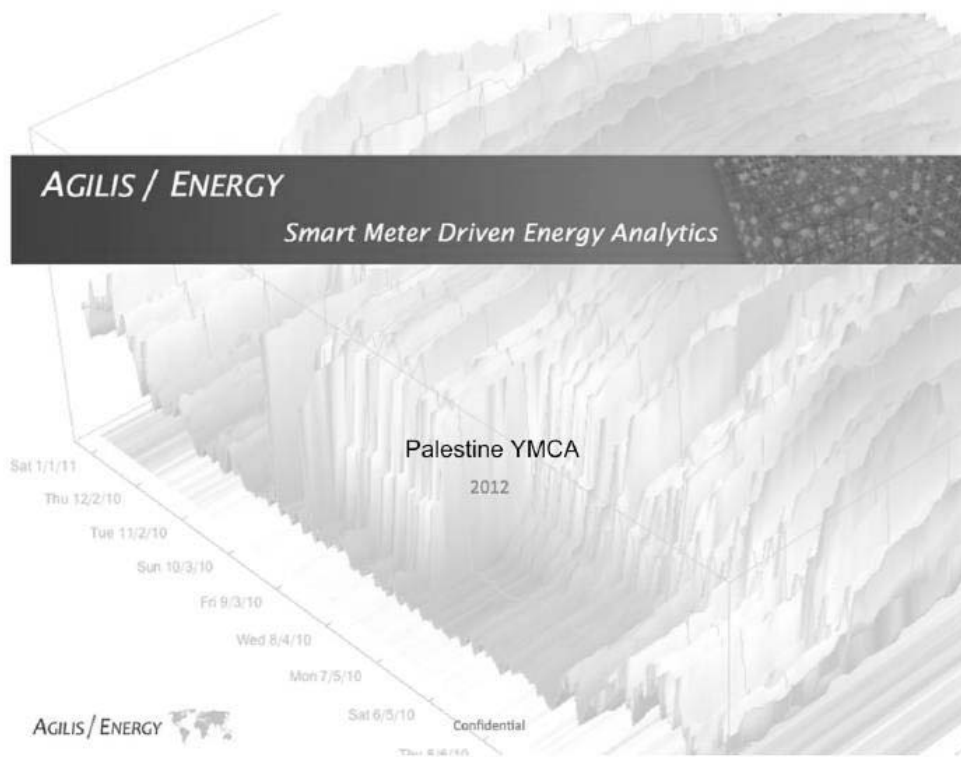 AGILIS / ENERGY
Smart Meter Driven Energy Analytics
Palestine YMCA
2012
Sat 1/1/11
Thu 12/2/10
Tue 11/2/10
Sun 10/3/10
Fri 9/3/10
Wed 8/4/10
Mon 7/5/10
Sat 6/5/10
AGILIS / ENERGY
Confidential